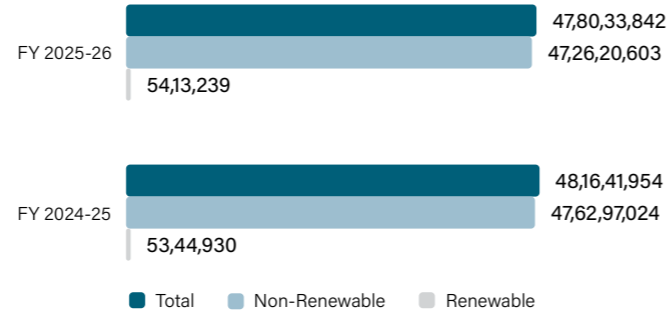 47,80,33,842
FY 2025-26
47,26,20,603
54,13,239
48,16,41,954
FY 2024-25
47,62,97,024
53,44,930
Total
Non-Renewable
Renewable